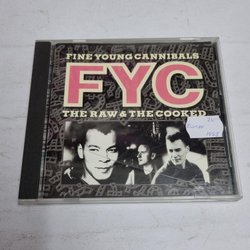 FINE YOUNG CANNIBALS
FYC
THE RAW & THE COOKED